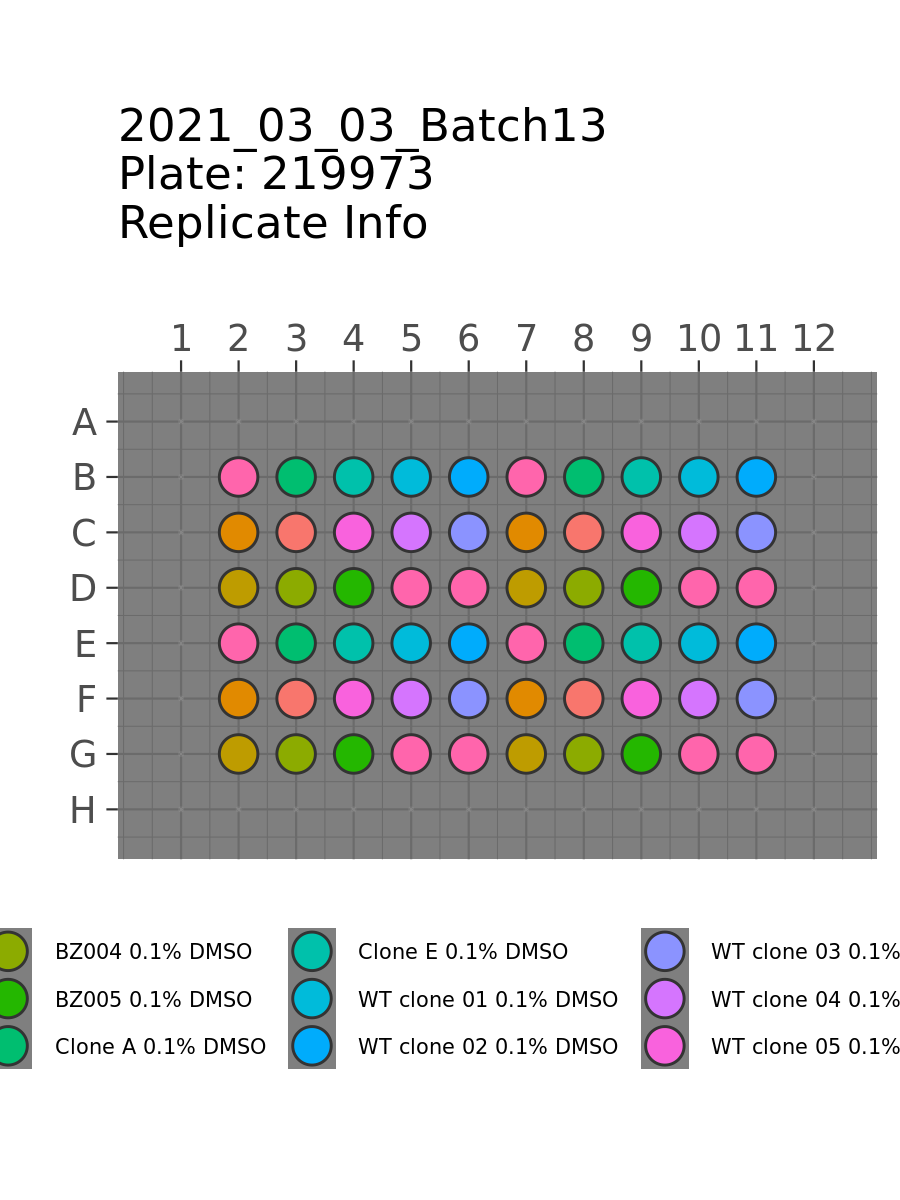 2021_03_03_Batch13
Plate: 219973
Replicate Info
1 2 3 4 5 6 7 8 9 10 11 12
A
B
C
D
E
F
G
H
BZ004 0.1% DMSO Clone E 0.1% DMSO WT clone 03 0.1%
BZ005 0.1% DMSO WT clone 01 0.1% DMSO WT clone 04 0.1%
Clone A 0.1% DMSO WT clone 02 0.1% DMSO WT clone 05 0.1%